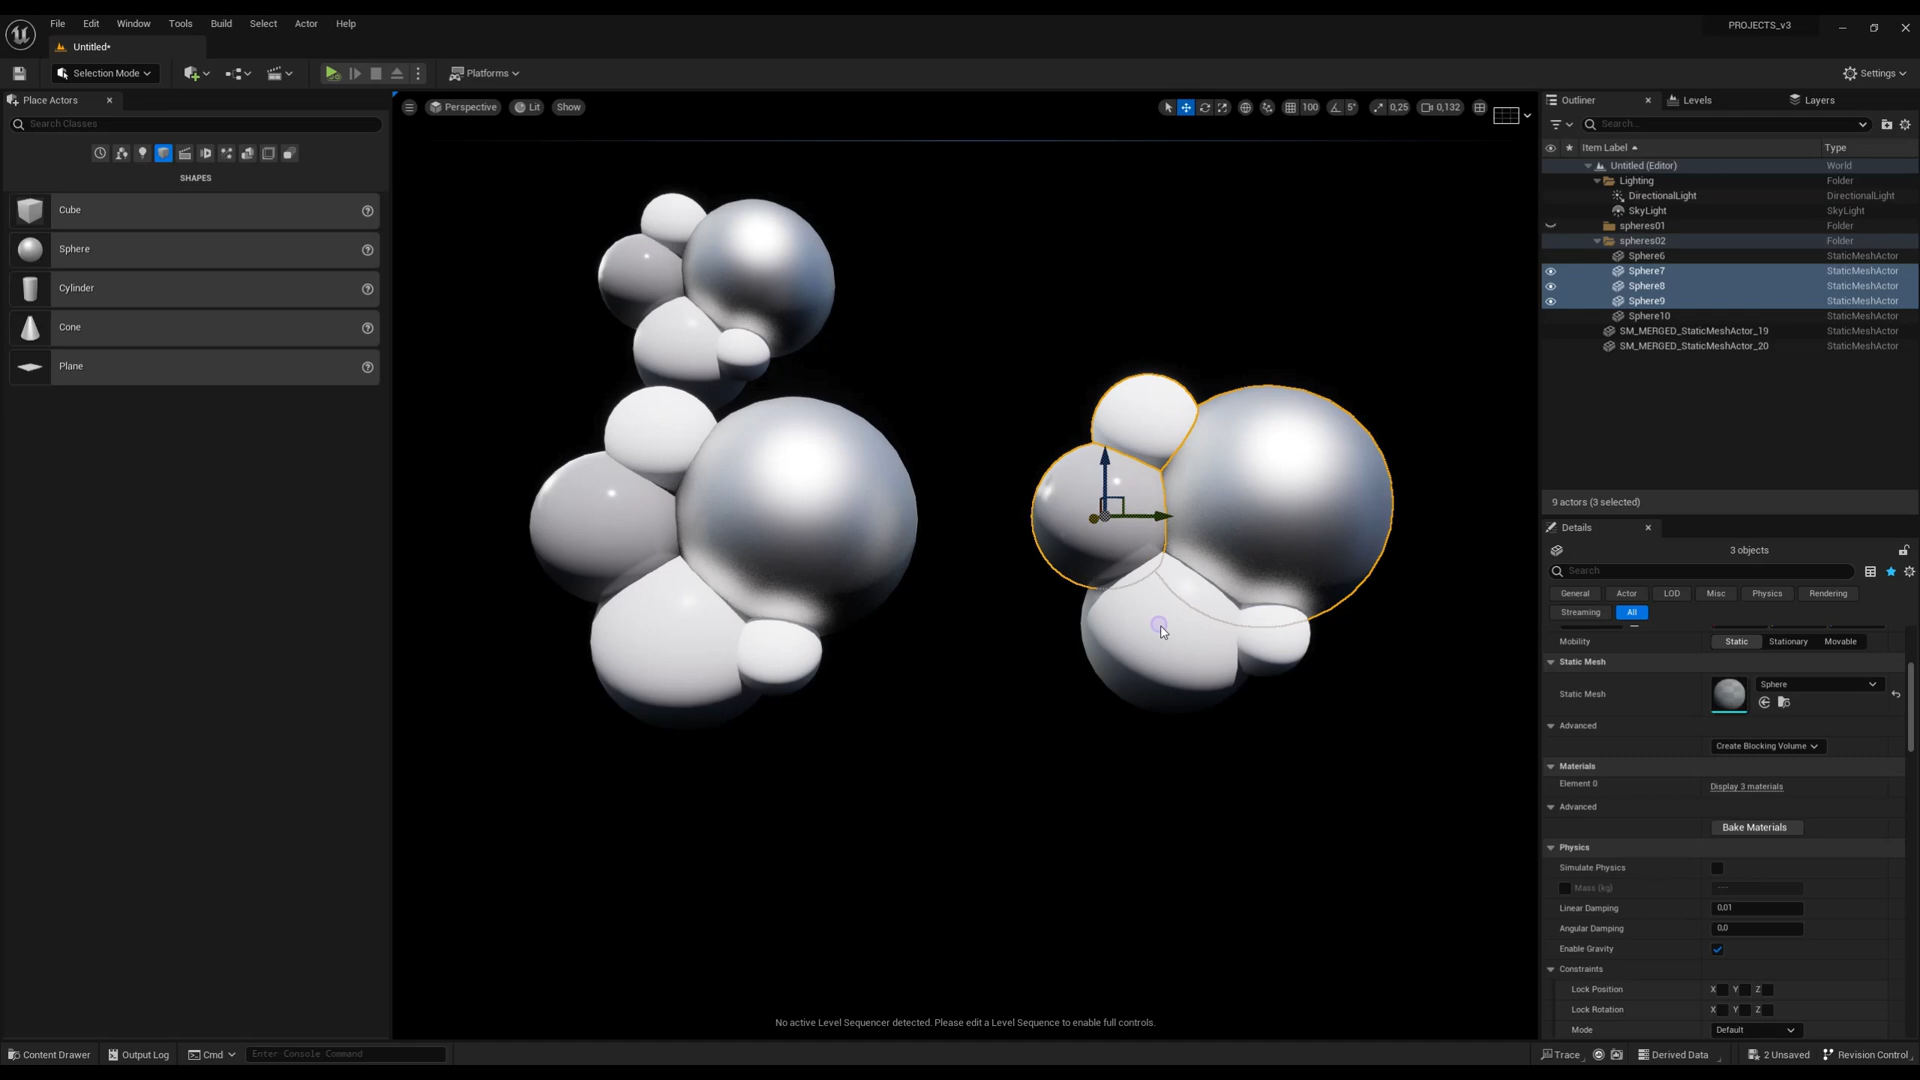 File Edit Window Tools Build Select Actor Help
PROJECTS_v3
Untitled*
Selection Mode
Platforms
Settings
Place Actors
Search Classes
SHAPES
Cube
Sphere
Cylinder
Cone
Plane
Perspective Lit Show
100 5° 0,25 0,132
Outliner Levels Layers
Search...
Item Label Type
Untitled (Editor) World
Lighting Folder
DirectionalLight DirectionalLight
SkyLight SkyLight
spheres01 Folder
spheres02 Folder
Sphere6 StaticMeshActor
Sphere7 StaticMeshActor
Sphere8 StaticMeshActor
Sphere9 StaticMeshActor
Sphere10 StaticMeshActor
SM_MERGED_StaticMeshActor_19 StaticMeshActor
SM_MERGED_StaticMeshActor_20 StaticMeshActor
9 actors (3 selected)
Details
3 objects
Search
General Actor LOD Misc Physics Rendering
Streaming All
Mobility Static Stationary Movable
Static Mesh
Static Mesh Sphere
Advanced
Create Blocking Volume
Materials
Element 0 Display 3 materials
Advanced
Bake Materials
Physics
Simulate Physics
Mass (kg) ---
Linear Damping 0,01
Angular Damping 0,0
Enable Gravity
Constraints
Lock Position X Y Z
Lock Rotation X Y Z
Mode Default
No active Level Sequencer detected. Please edit a Level Sequence to enable full controls.
Content Drawer Output Log Cmd Enter Console Command
Trace Derived Data 2 Unsaved Revision Control